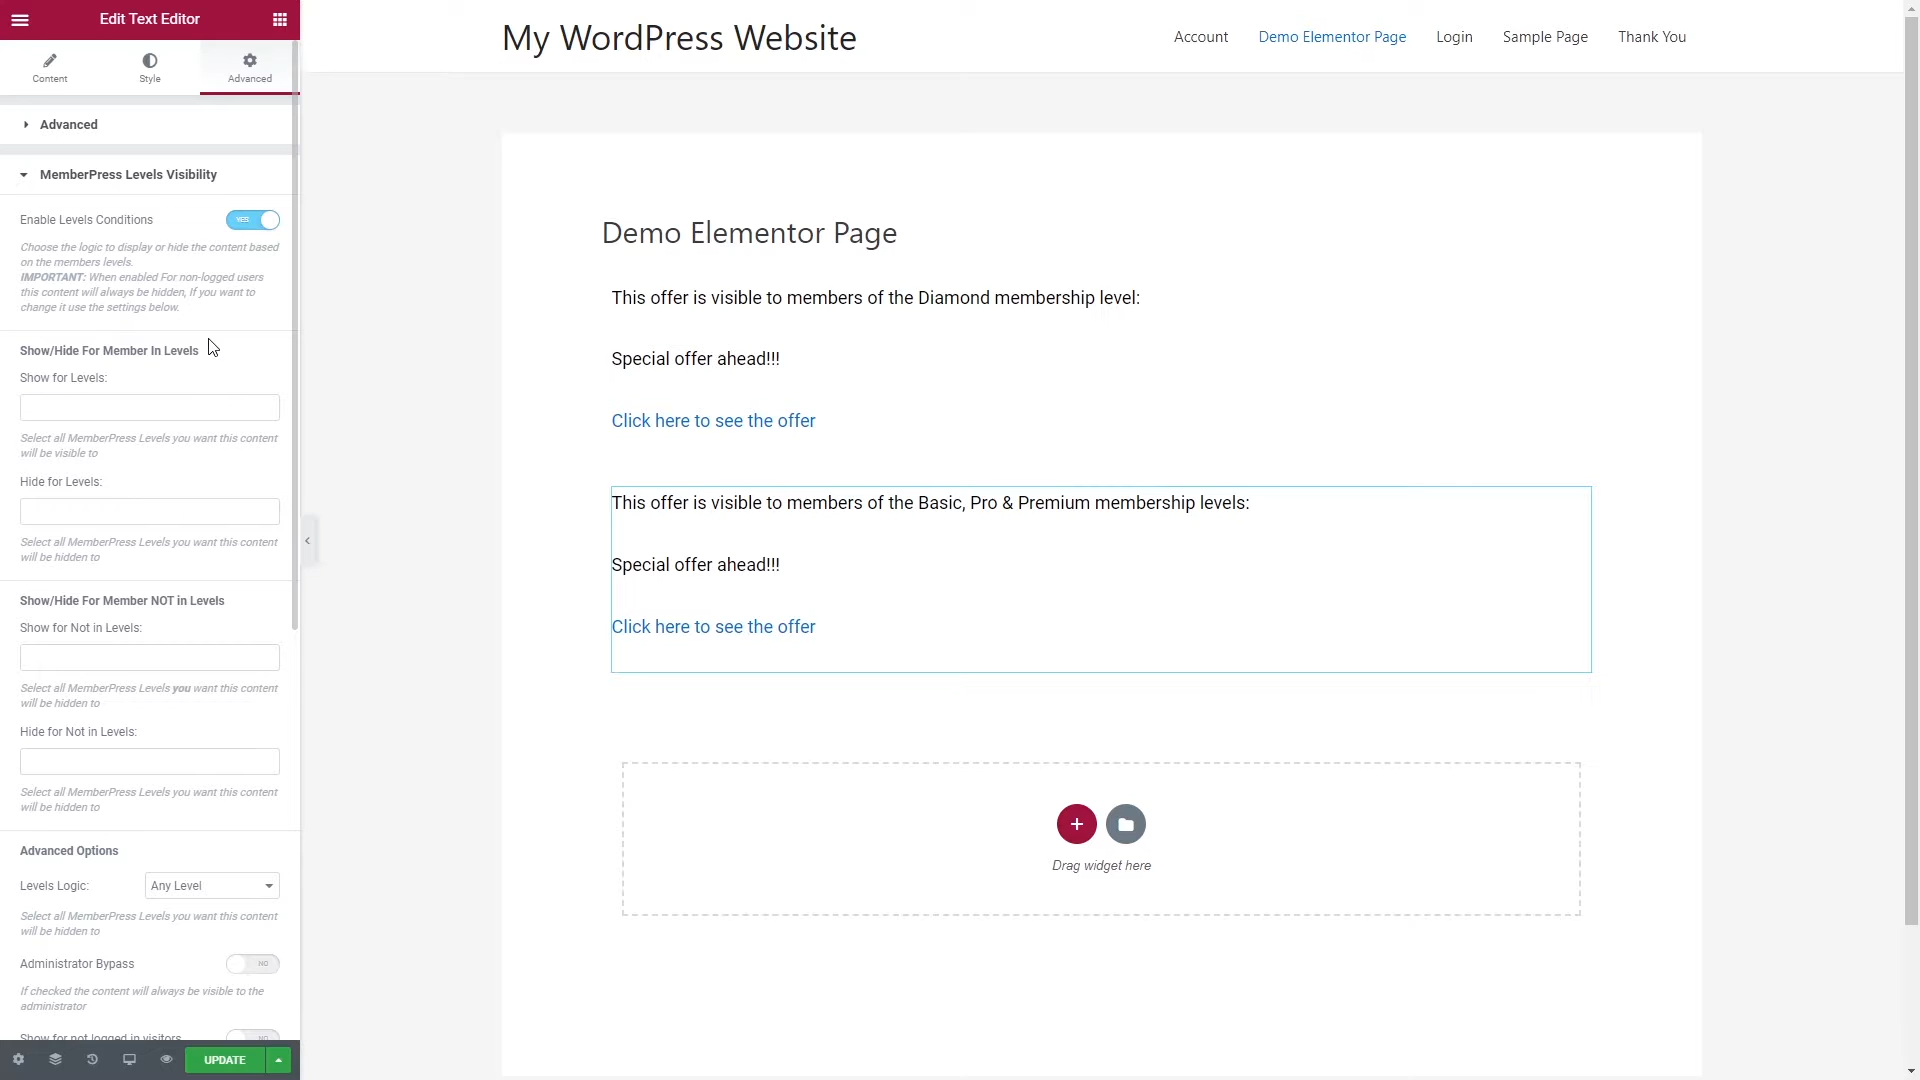 Edit Text Editor
Content
Style
Advanced
Advanced
MemberPress Levels Visibility
Enable Levels Conditions
YES
Choose the logic to display or hide the content based
on the members levels.
IMPORTANT: When enabled For non-logged users
this content will always be hidden, If you want to
change it use the settings below.
Show/Hide For Member In Levels
Show for Levels:
Select all MemberPress Levels you want this content
will be visible to
Hide for Levels:
Select all MemberPress Levels you want this content
will be hidden to
Show/Hide For Member NOT in Levels
Show for Not in Levels:
Select all MemberPress Levels you want this content
will be hidden to
Hide for Not in Levels:
Select all MemberPress Levels you want this content
will be hidden to
Advanced Options
Levels Logic:
Any Level
Select all MemberPress Levels you want this content
will be hidden to
Administrator Bypass
NO
If checked the content will always be visible to the
administrator
Show for not logged in visitors
NO
UPDATE
My WordPress Website
Account
Demo Elementor Page
Login
Sample Page
Thank You
Demo Elementor Page
This offer is visible to members of the Diamond membership level:
Special offer ahead!!!
Click here to see the offer
This offer is visible to members of the Basic, Pro & Premium membership levels:
Special offer ahead!!!
Click here to see the offer
Drag widget here